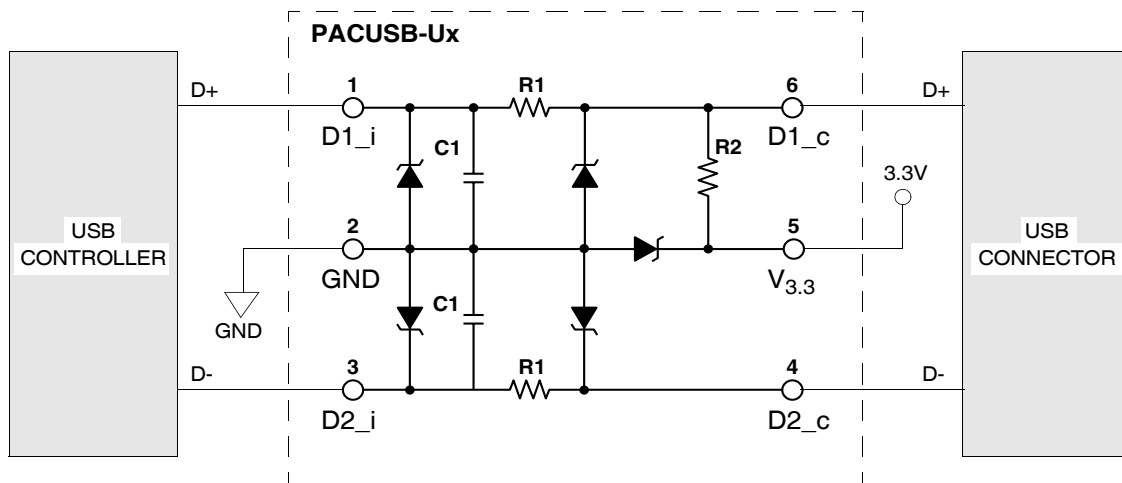 PACUSB-Ux
D+
1
R1
6
D+
D1_i
D1_c
C1
R2
3.3V
USB
CONTROLLER
2
5
USB
CONNECTOR
GND
V3.3
GND
C1
D-
3
R1
4
D-
D2_i
D2_c